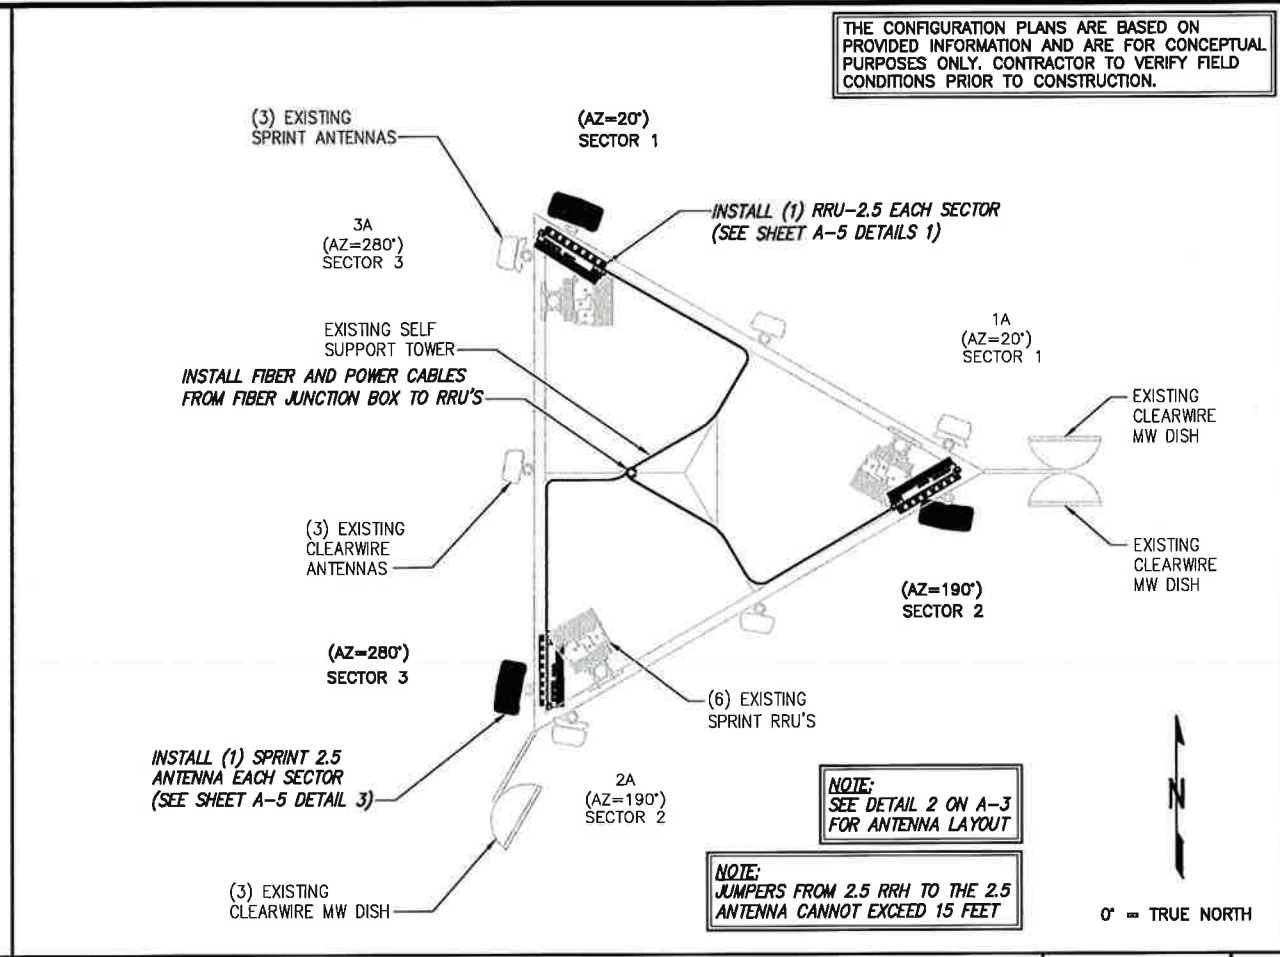 THE CONFIGURATION PLANS ARE BASED ON
PROVIDED INFORMATION AND ARE FOR CONCEPTUAL
PURPOSES ONLY. CONTRACTOR TO VERIFY FIELD
CONDITIONS PRIOR TO CONSTRUCTION.
(3) EXISTING
SPRINT ANTENNAS
(AZ=20°)
SECTOR 1
INSTALL (1) RRU-2.5 EACH SECTOR
(SEE SHEET A-5 DETAILS 1)
3A
(AZ=280°)
SECTOR 3
EXISTING SELF
SUPPORT TOWER
INSTALL FIBER AND POWER CABLES
FROM FIBER JUNCTION BOX TO RRU'S
1A
(AZ=20°)
SECTOR 1
EXISTING
CLEARWIRE
MW DISH
(3) EXISTING
CLEARWIRE
ANTENNAS
EXISTING
CLEARWIRE
MW DISH
(AZ=190°)
SECTOR 2
(AZ=280°)
SECTOR 3
(6) EXISTING
SPRINT RRU'S
INSTALL (1) SPRINT 2.5
ANTENNA EACH SECTOR
(SEE SHEET A-5 DETAIL 3)
2A
(AZ=190°)
SECTOR 2
NOTE:
SEE DETAIL 2 ON A-3
FOR ANTENNA LAYOUT
NOTE:
JUMPERS FROM 2.5 RRH TO THE 2.5
ANTENNA CANNOT EXCEED 15 FEET
(3) EXISTING
CLEARWIRE MW DISH
N
0° = TRUE NORTH